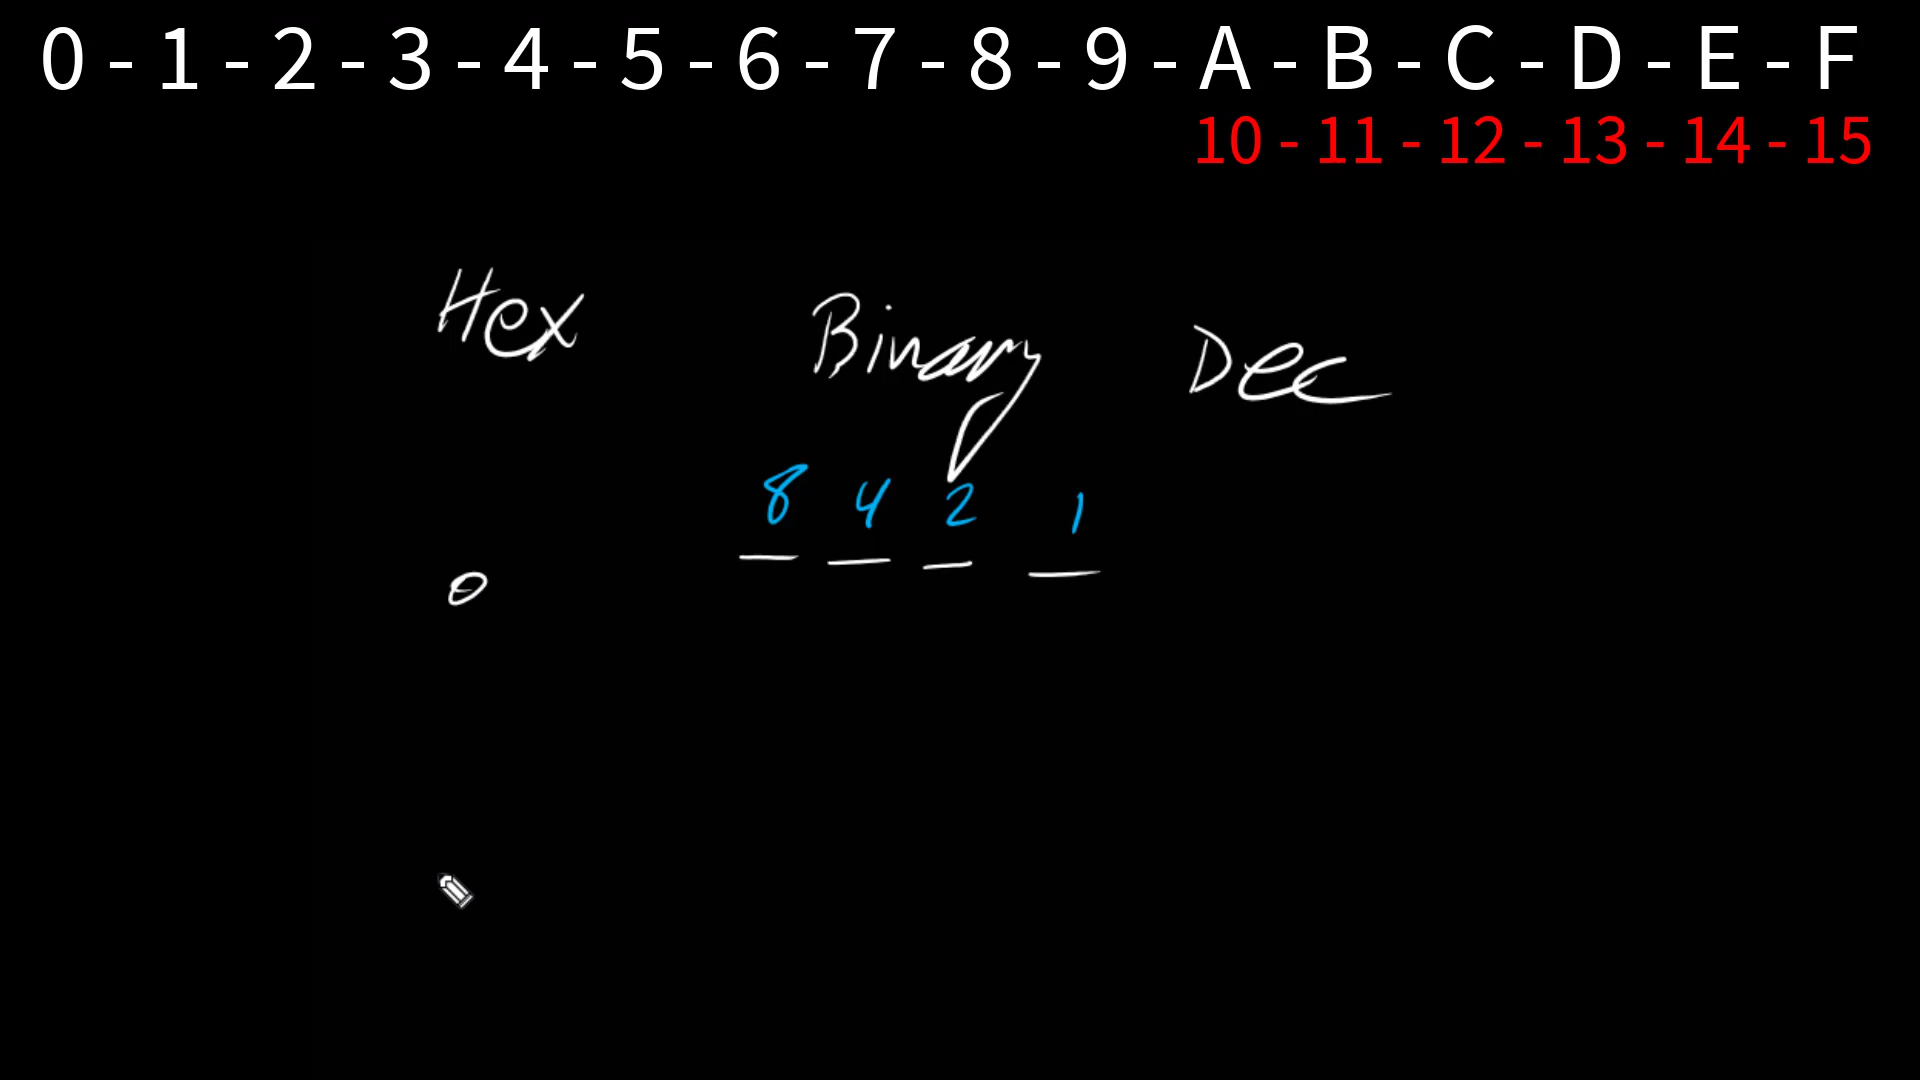 0 - 1 - 2 - 3 - 4 - 5 - 6 - 7 - 8 - 9 - A - B - C - D - E - F
10 - 11 - 12 - 13 - 14 - 15
Hex Binary Dec
8 4 2 1
0